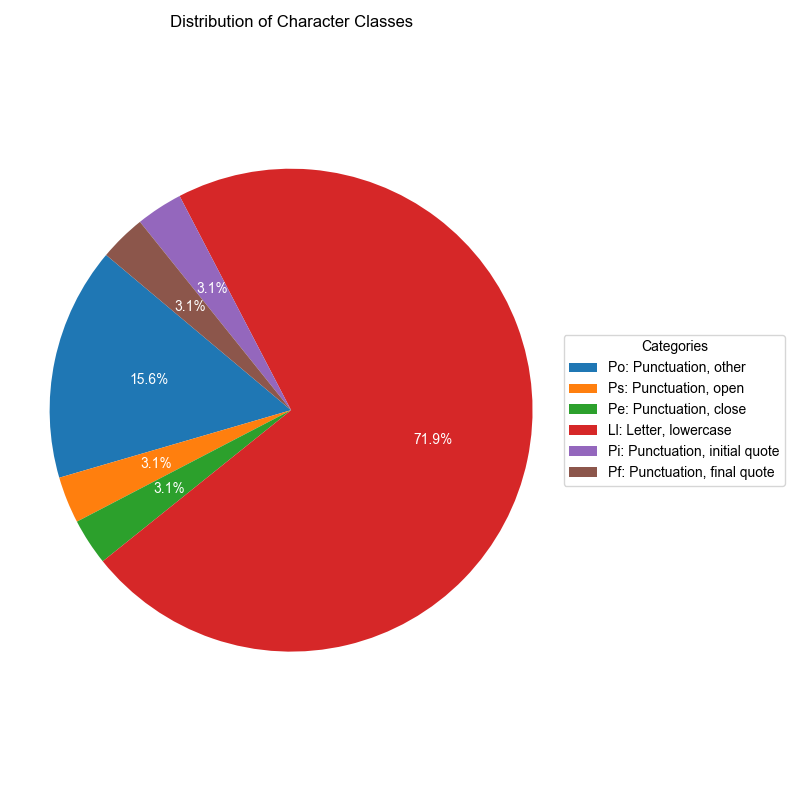 Distribution of Character Classes
3.1%
3.1%
15.6%
71.9%
3.1%
3.1%
Categories
Po: Punctuation, other
Ps: Punctuation, open
Pe: Punctuation, close
Ll: Letter, lowercase
Pi: Punctuation, initial quote
Pf: Punctuation, final quote